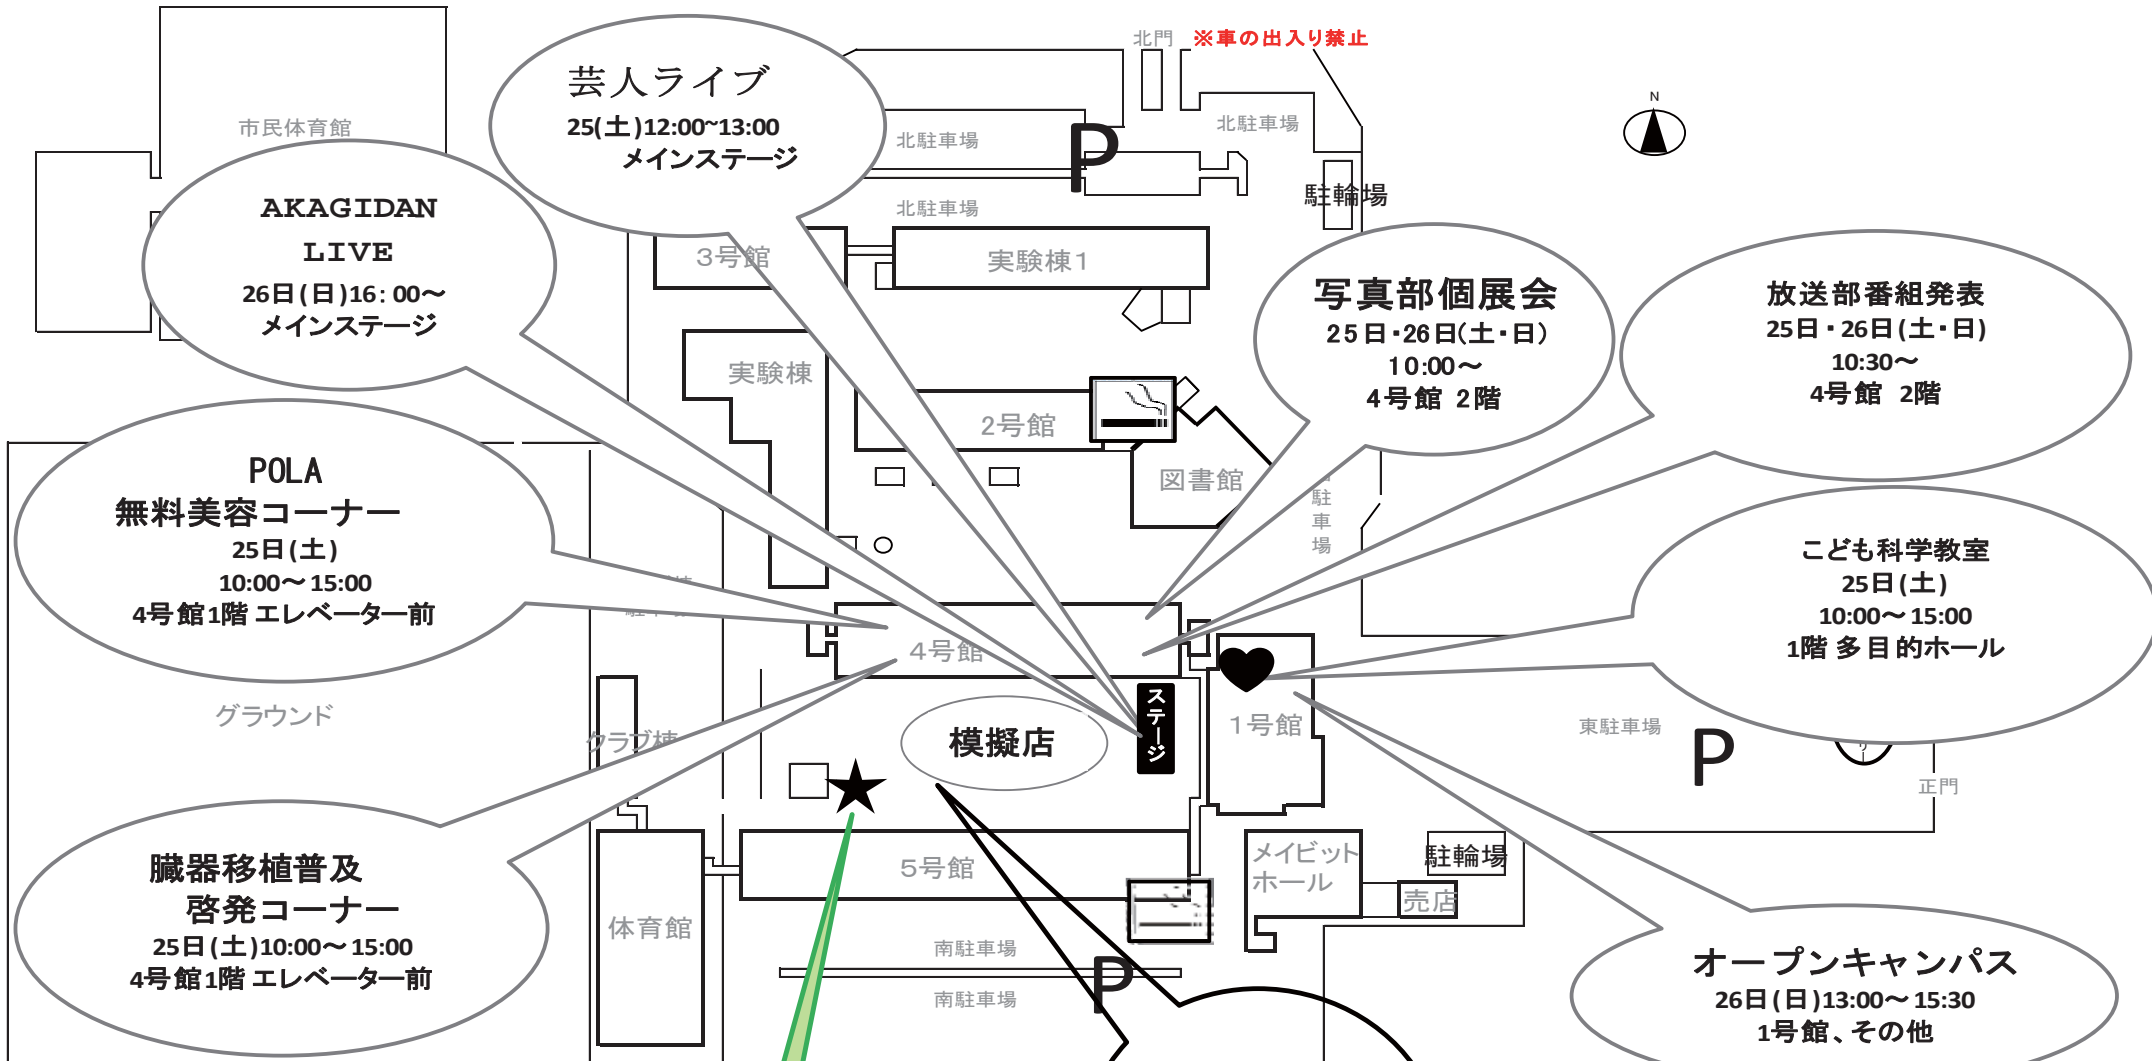 北門 ※車の出入り禁止
芸人ライブ
25(土)12:00~13:00
メインステージ
市民体育館
北駐車場
P
北駐車場
N
駐輪場
北駐車場
AKAGIDAN
LIVE
26日(日)16:00～
メインステージ
3号館
実験棟1
写真部個展会
25日・26日(土・日)
10:00～
4号館 2階
放送部番組発表
25日・26日(土・日)
10:30～
4号館 2階
実験棟
2号館
図書館
駐車場
POLA
無料美容コーナー
25日(土)
10:00～15:00
4号館1階 エレベーター前
こども科学教室
25日(土)
10:00～15:00
1階 多目的ホール
4号館
グラウンド
クラブ棟
模擬店
ステージ
1号館
東駐車場
P
正門
臓器移植普及
啓発コーナー
25日(土)10:00～15:00
4号館1階 エレベーター前
5号館
メイビット
ホール
駐輪場
売店
体育館
南駐車場
P
南駐車場
オープンキャンパス
26日(日)13:00～15:30
1号館、その他